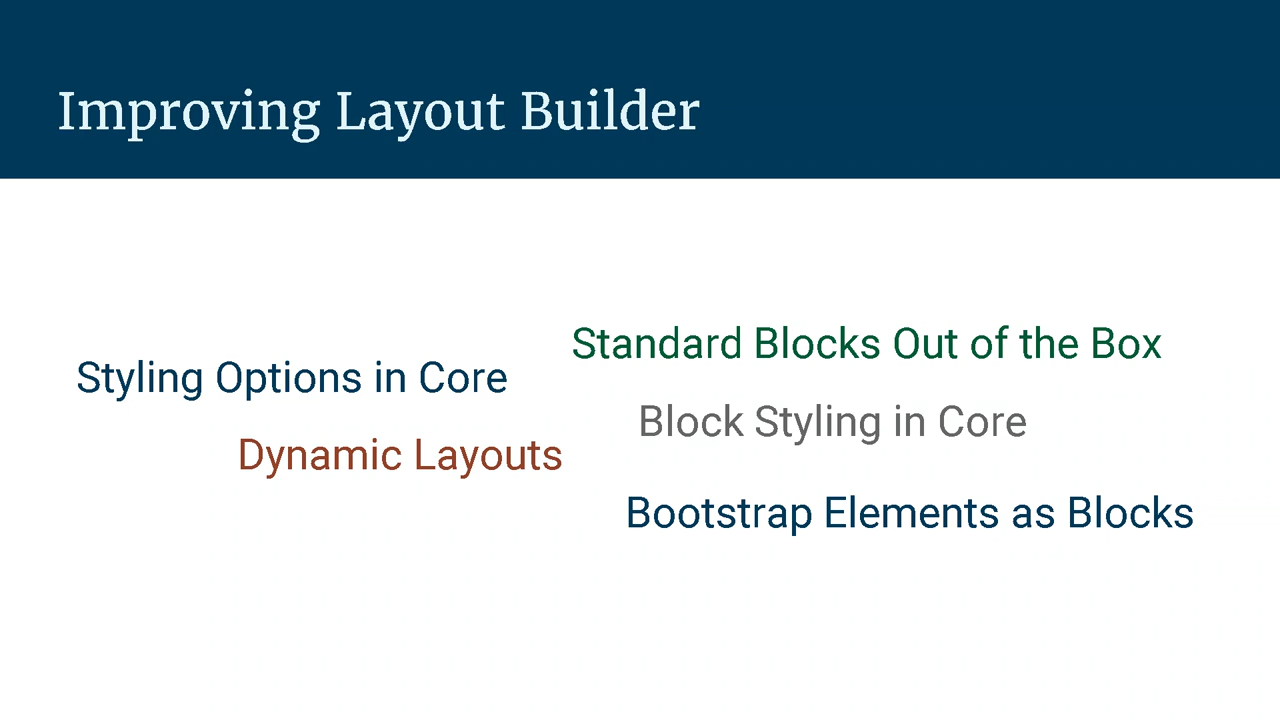 Improving Layout Builder
Standard Blocks Out of the Box
Styling Options in Core
Block Styling in Core
Dynamic Layouts
Bootstrap Elements as Blocks